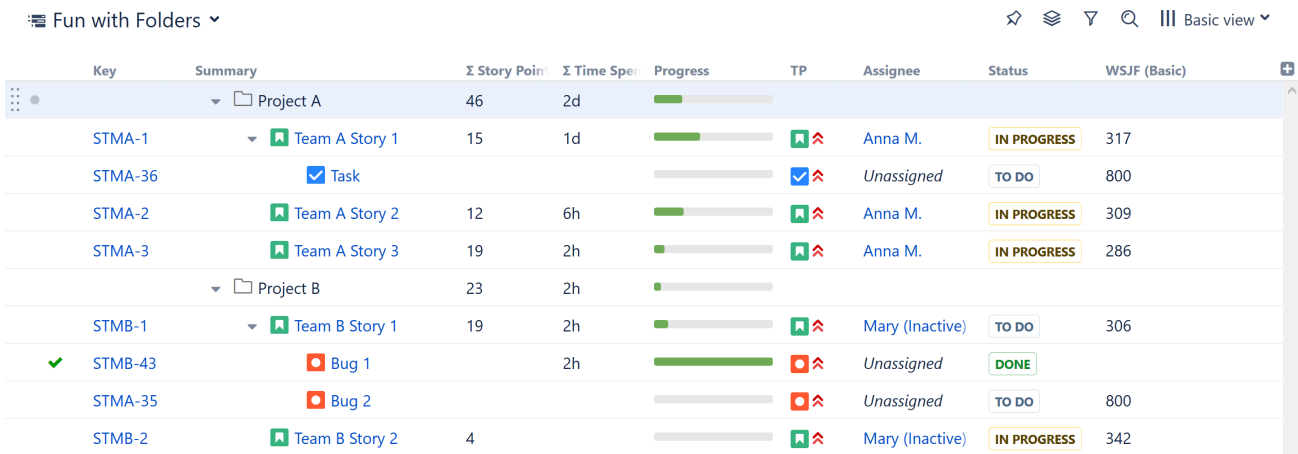 Fun with Folders Basic view
Key Summary Σ Story Point Σ Time Spen Progress TP Assignee Status WSJF (Basic)
Project A 46 2d
STMA-1 Team A Story 1 15 1d Anna M. IN PROGRESS 317
STMA-36 Task Unassigned TO DO 800
STMA-2 Team A Story 2 12 6h Anna M. IN PROGRESS 309
STMA-3 Team A Story 3 19 2h Anna M. IN PROGRESS 286
Project B 23 2h
STMB-1 Team B Story 1 19 2h Mary (Inactive) TO DO 306
STMB-43 Bug 1 2h Unassigned DONE
STMA-35 Bug 2 Unassigned TO DO 800
STMB-2 Team B Story 2 4 Mary (Inactive) IN PROGRESS 342